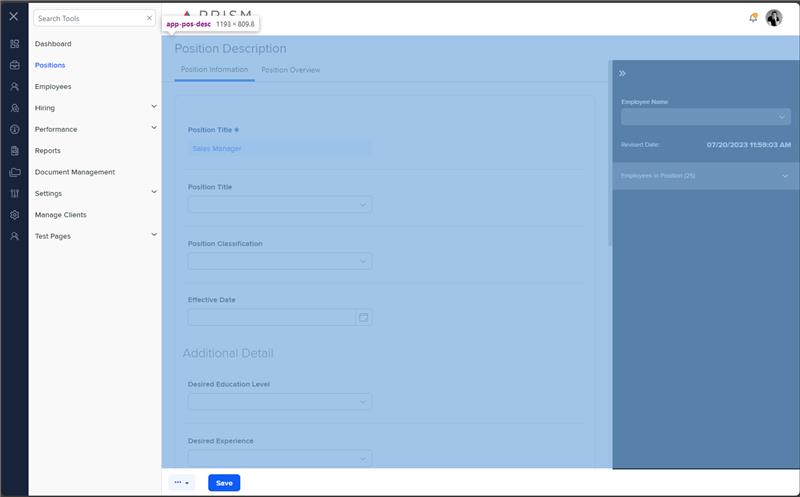 Search Tools
app-pos-desc 1193 × 809.8
PRISM
Dashboard
Positions
Employees
Hiring
Performance
Reports
Document Management
Settings
Manage Clients
Test Pages
Position Description
Position Information
Position Overview
Position Title
Sales Manager
Position Title
Position Classification
Effective Date
Additional Detail
Desired Education Level
Desired Experience
Employee Name
Revised Date: 07/20/2023 11:59:03 AM
Employees in Position (25)
Save